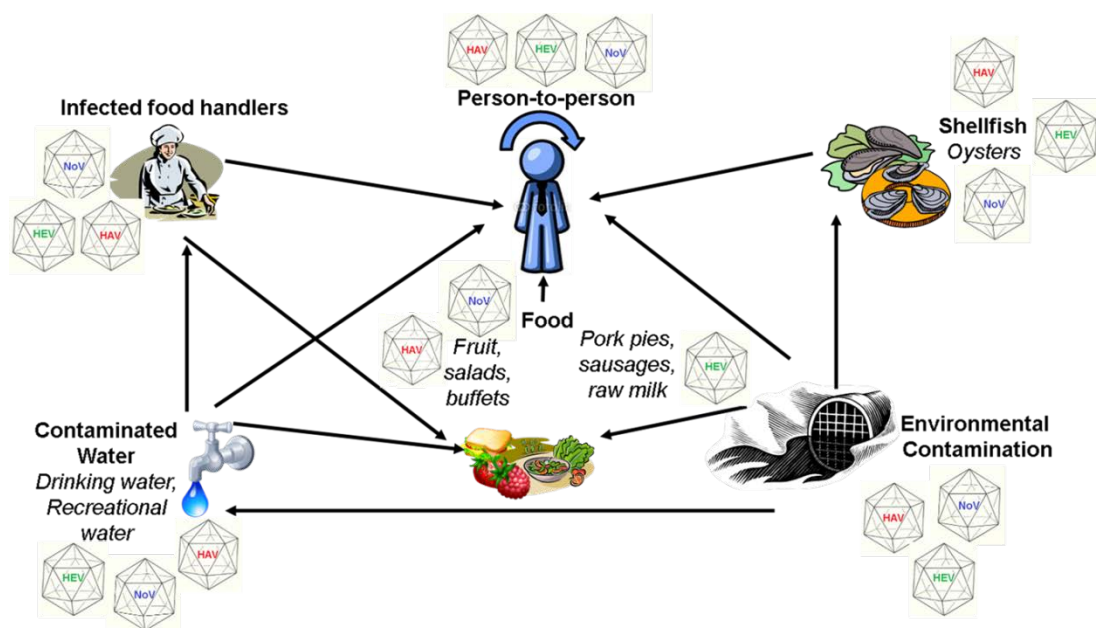 HAV
HEV
NoV
Person-to-person
Infected food handlers
NoV
HEV
HAV
HAV
Shellfish
Oysters
HEV
NoV
NoV
HAV
Food
Fruit,
salads,
buffets
Pork pies,
sausages,
raw milk
HEV
Contaminated
Water
Drinking water,
Recreational
water
HAV
HEV
NoV
Environmental
Contamination
HAV
NoV
HEV